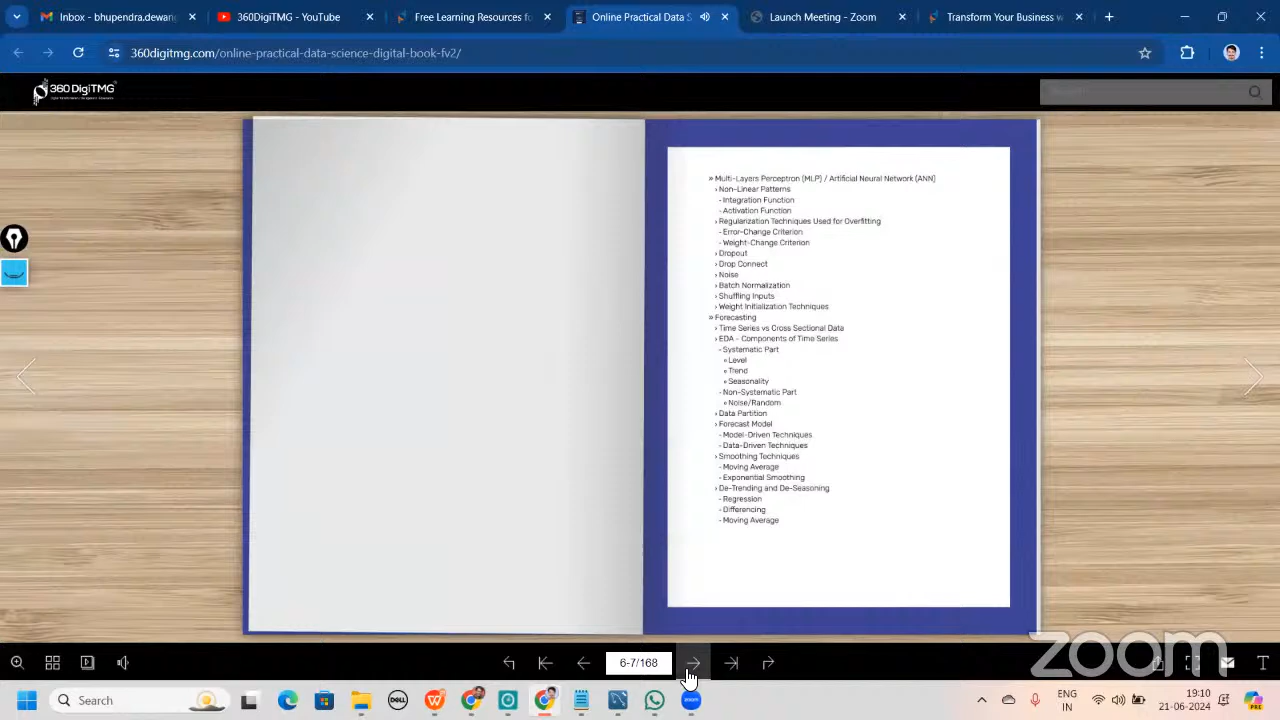 Inbox - bhupendra.dewang
360DigiTMG - YouTube
Free Learning Resources fo
Online Practical Data S
Launch Meeting - Zoom
Transform Your Business w
360digitmg.com/online-practical-data-science-digital-book-fv2/
360DigiTMG
» Multi-Layers Perceptron (MLP) / Artificial Neural Network (ANN)
› Non-Linear Patterns
- Integration Function
- Activation Function
› Regularization Techniques Used for Overfitting
- Error-Change Criterion
- Weight-Change Criterion
› Dropout
› Drop Connect
› Noise
› Batch Normalization
› Shuffling Inputs
› Weight Initialization Techniques
» Forecasting
› Time Series vs Cross Sectional Data
› EDA - Components of Time Series
- Systematic Part
∘ Level
∘ Trend
∘ Seasonality
- Non-Systematic Part
∘ Noise/Random
› Data Partition
› Forecast Model
- Model-Driven Techniques
- Data-Driven Techniques
› Smoothing Techniques
- Moving Average
- Exponential Smoothing
› De-Trending and De-Seasoning
- Regression
- Differencing
- Moving Average
6-7/168
zoom
Search
DELL
zoom
ENG
IN
19:10
21-06-2024
PRE